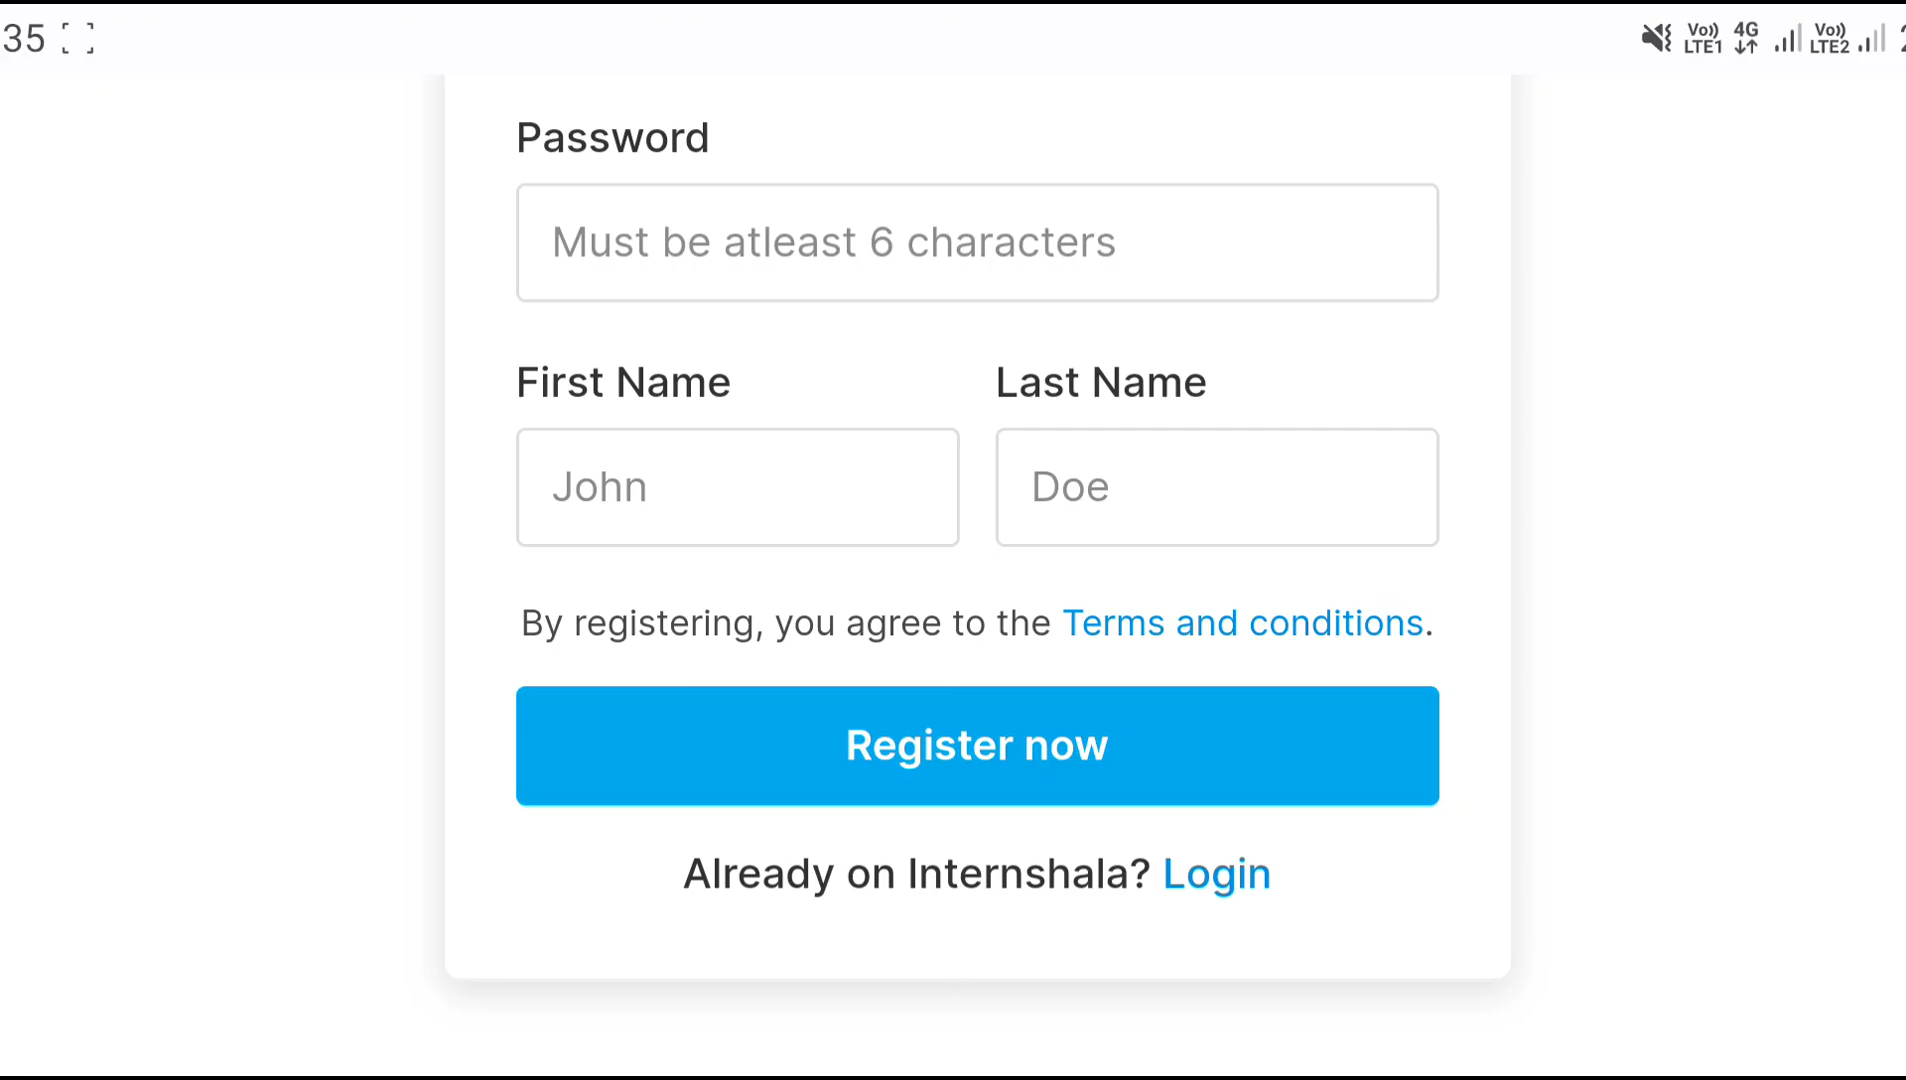 35
Vo)) LTE1 4G Vo)) LTE2
Password
Must be atleast 6 characters
First Name Last Name
John Doe
By registering, you agree to the Terms and conditions.
Register now
Already on Internshala? Login